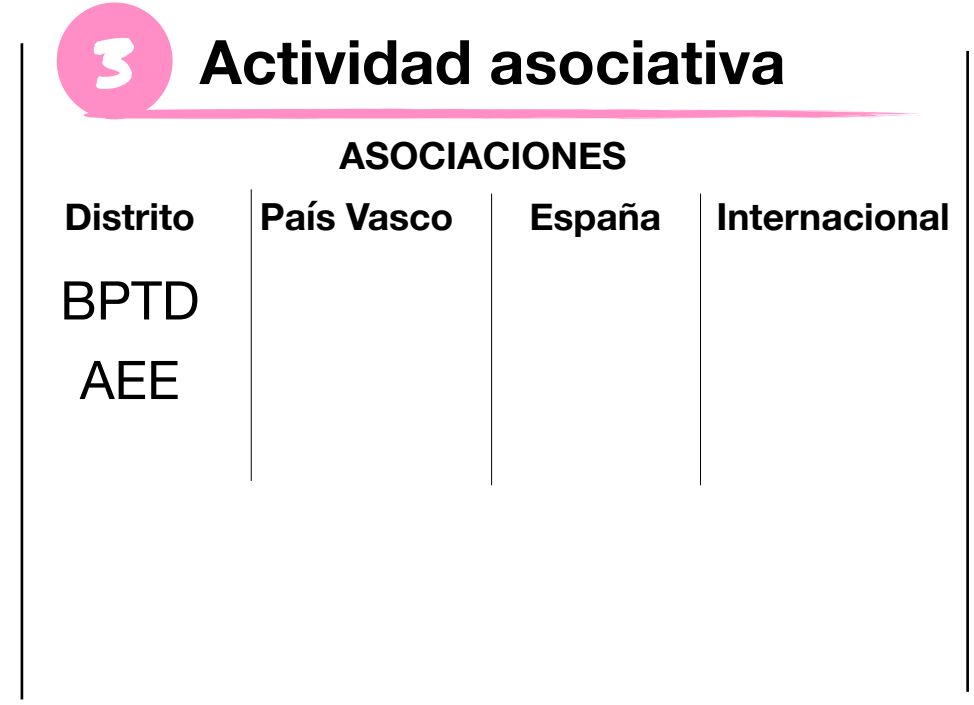 3 Actividad asociativa
ASOCIACIONES
Distrito País Vasco España Internacional
BPTD
AEE